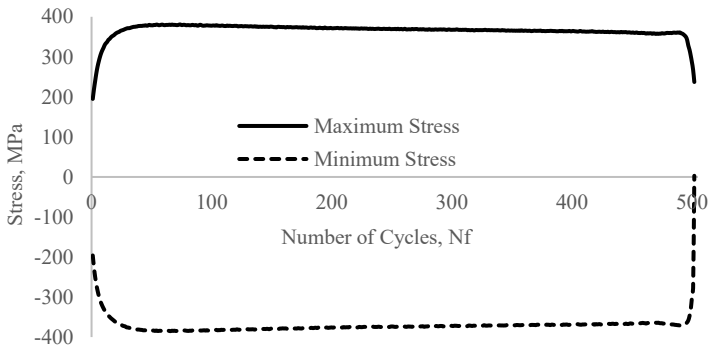 400
300
200
100
0
-100
-200
-300
-400
Stress, MPa
Maximum Stress
Minimum Stress
0 100 200 300 400 500
Number of Cycles, Nf